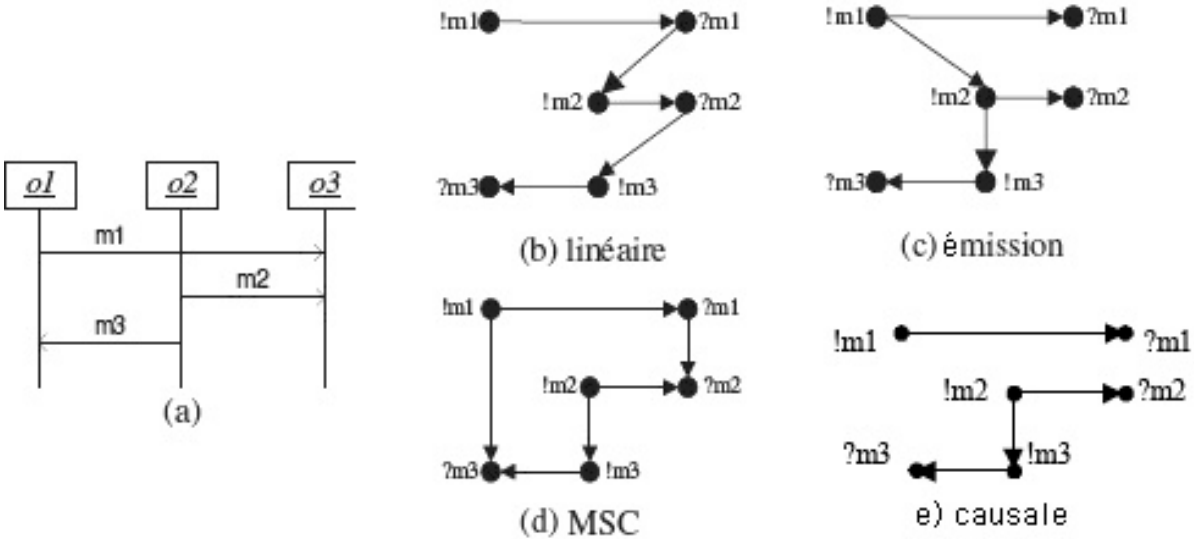 o1 o2 o3
m1
m2
m3
(a)
!m1 ?m1
!m2 ?m2
?m3 !m3
(b) linéaire
!m1 ?m1
!m2 ?m2
?m3 !m3
(c) émission
!m1 ?m1
!m2 ?m2
?m3 !m3
(d) MSC
!m1 ?m1
!m2 ?m2
?m3 !m3
e) causale